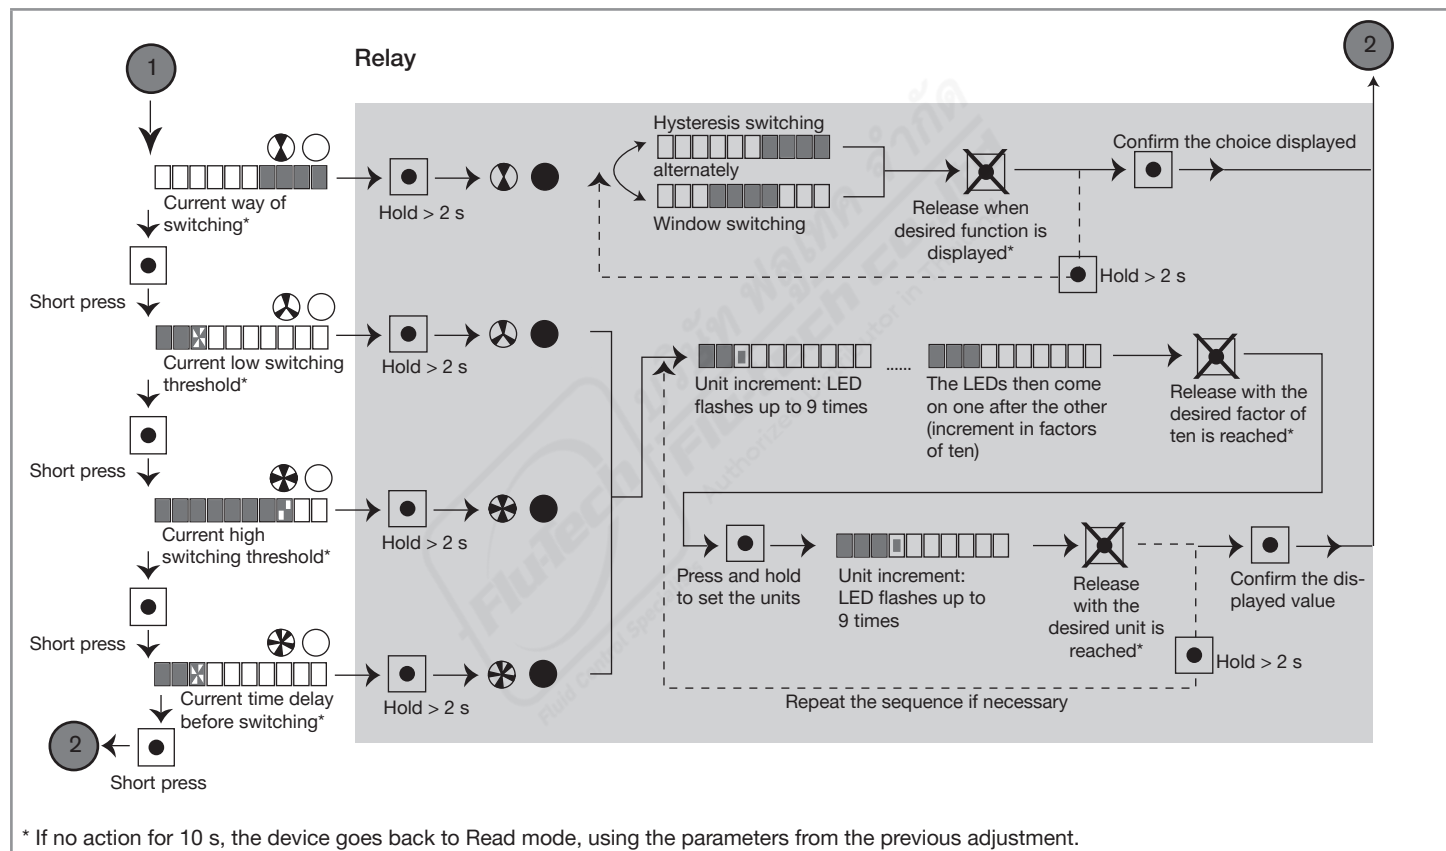 1
Relay
2
Hysteresis switching
alternately
Window switching
Confirm the choice displayed
Current way of
switching*
Hold > 2 s
Release when
desired function is
displayed*
Hold > 2 s
Short press
Current low switching
threshold*
Hold > 2 s
Unit increment: LED
flashes up to 9 times
......
The LEDs then come
on one after the other
(increment in factors
of ten)
Release with the
desired factor of
ten is reached*
Short press
Current high
switching threshold*
Hold > 2 s
Press and hold
to set the units
Unit increment:
LED flashes up to
9 times
Release
with the
desired unit is
reached*
Confirm the dis-
played value
Hold > 2 s
Short press
Current time delay
before switching*
Hold > 2 s
Repeat the sequence if necessary
2
Short press
* If no action for 10 s, the device goes back to Read mode, using the parameters from the previous adjustment.
Flu-Tech
Authorized Distributor in